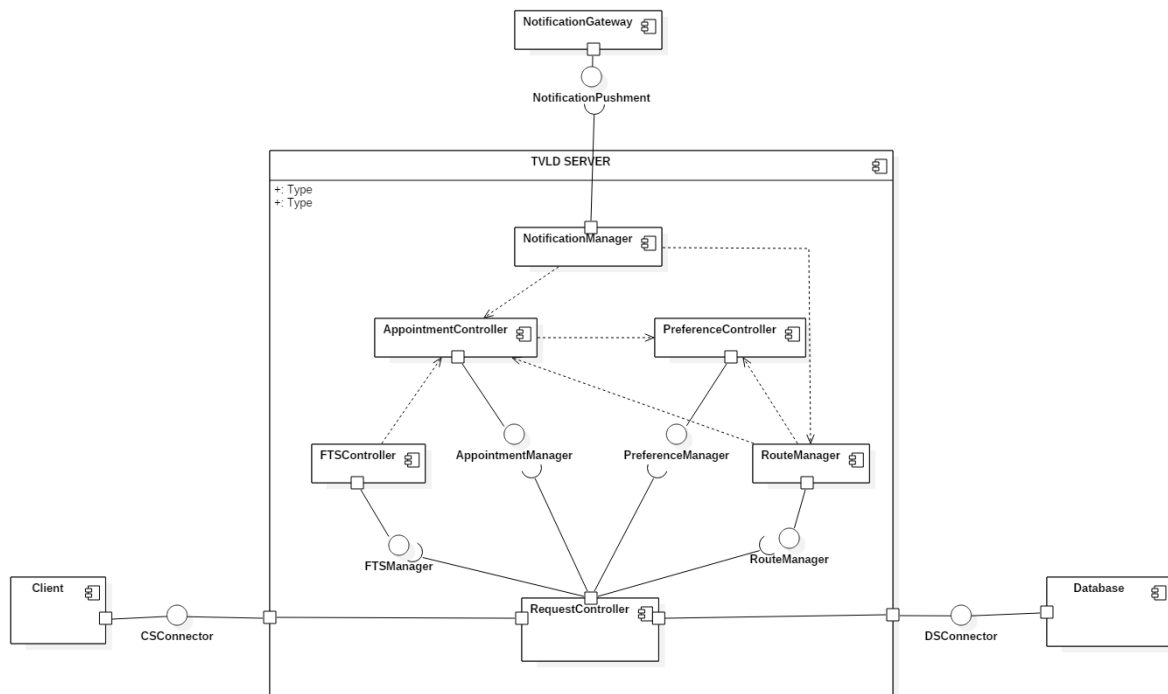 NotificationGateway
NotificationPushment
TVLD SERVER
+: Type
+: Type
NotificationManager
AppointmentController
PreferenceController
FTSController
AppointmentManager
PreferenceManager
RouteManager
FTSManager
RouteManager
Client
RequestController
Database
CSConnector
DSConnector